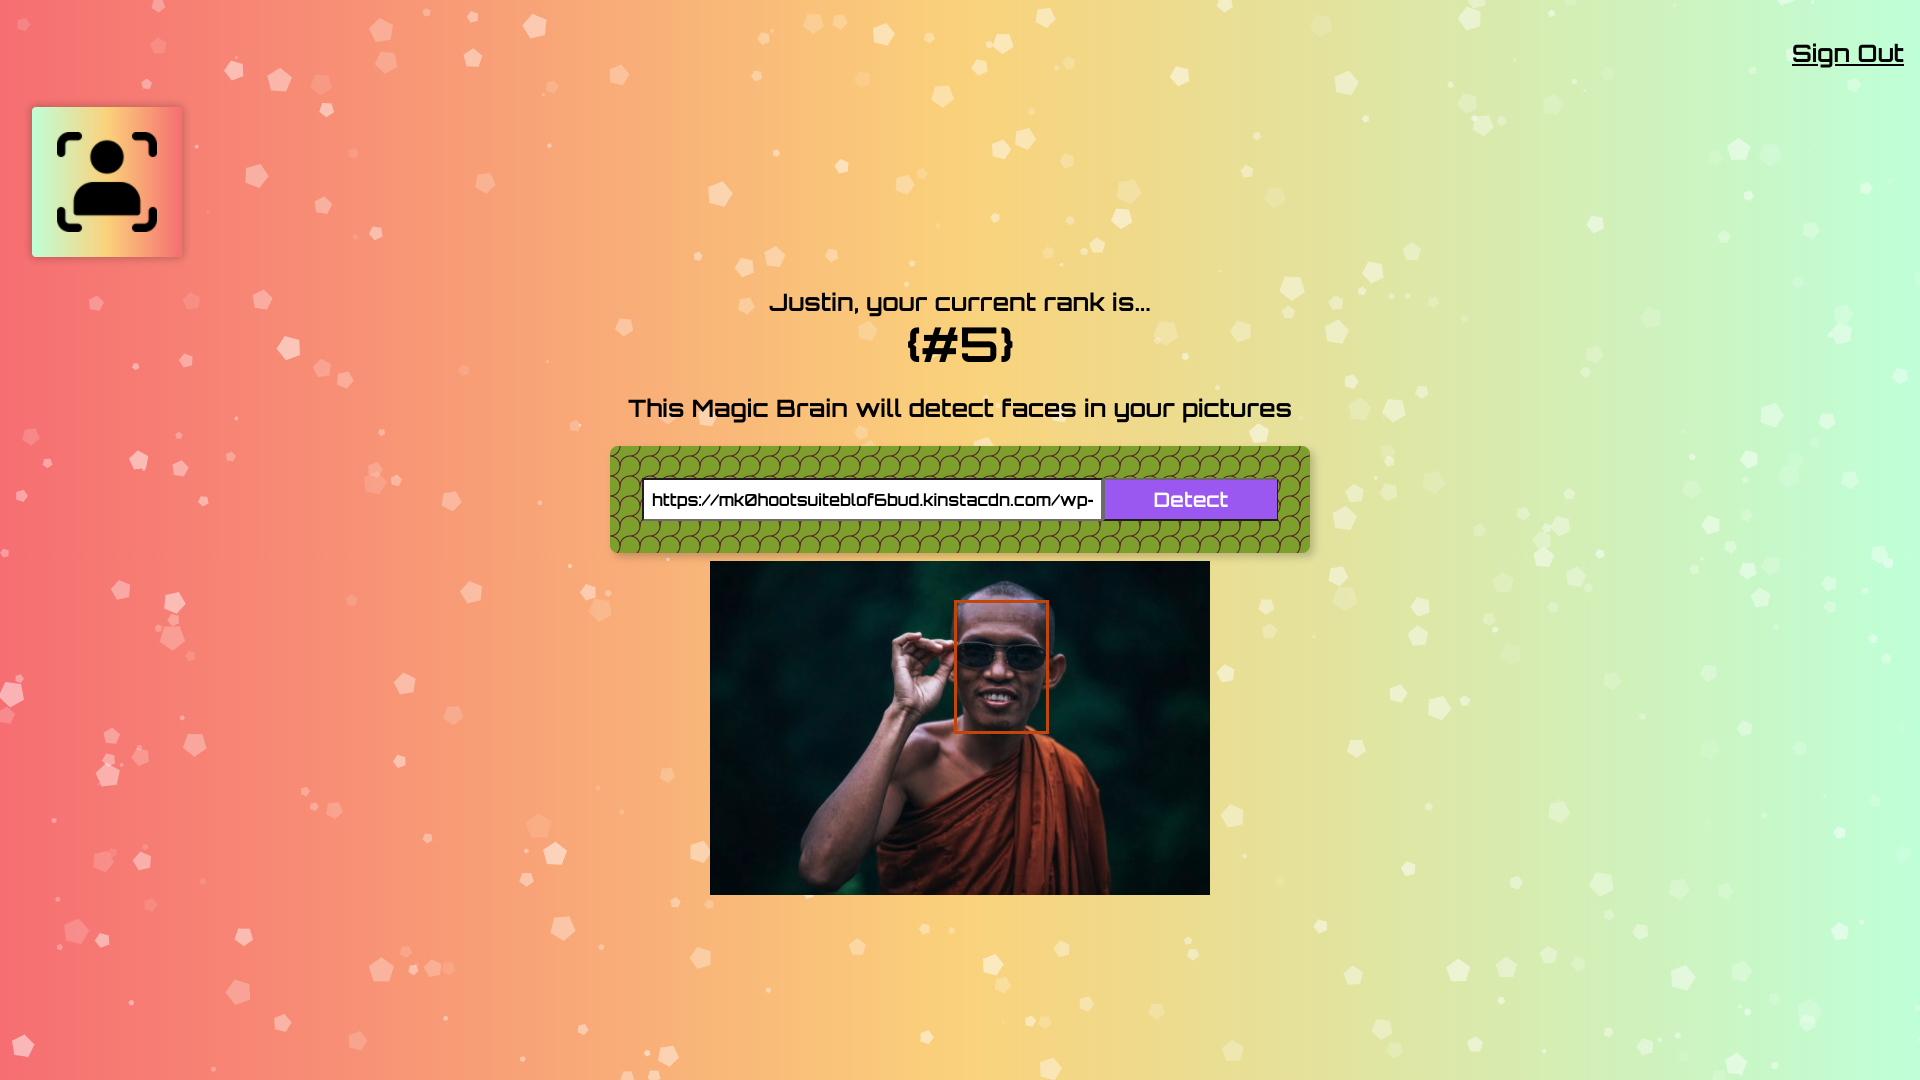 Sign Out
Justin, your current rank is...
{#5}
This Magic Brain will detect faces in your pictures
https://mk0hootsuiteblof6bud.kinstacdn.com/wp-
Detect